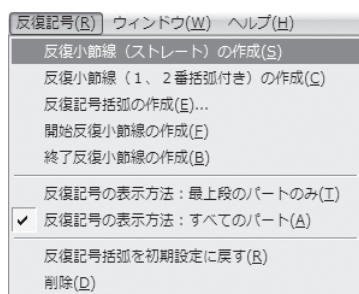 反復記号(R) ウィンドウ(W) ヘルプ(H)
反復小節線（ストレート）の作成(S)
反復小節線（１、２番括弧付き）の作成(C)
反復記号括弧の作成(E)...
開始反復小節線の作成(F)
終了反復小節線の作成(B)
反復記号の表示方法：最上段のパートのみ(T)
反復記号の表示方法：すべてのパート(A)
反復記号括弧を初期設定に戻す(R)
削除(D)